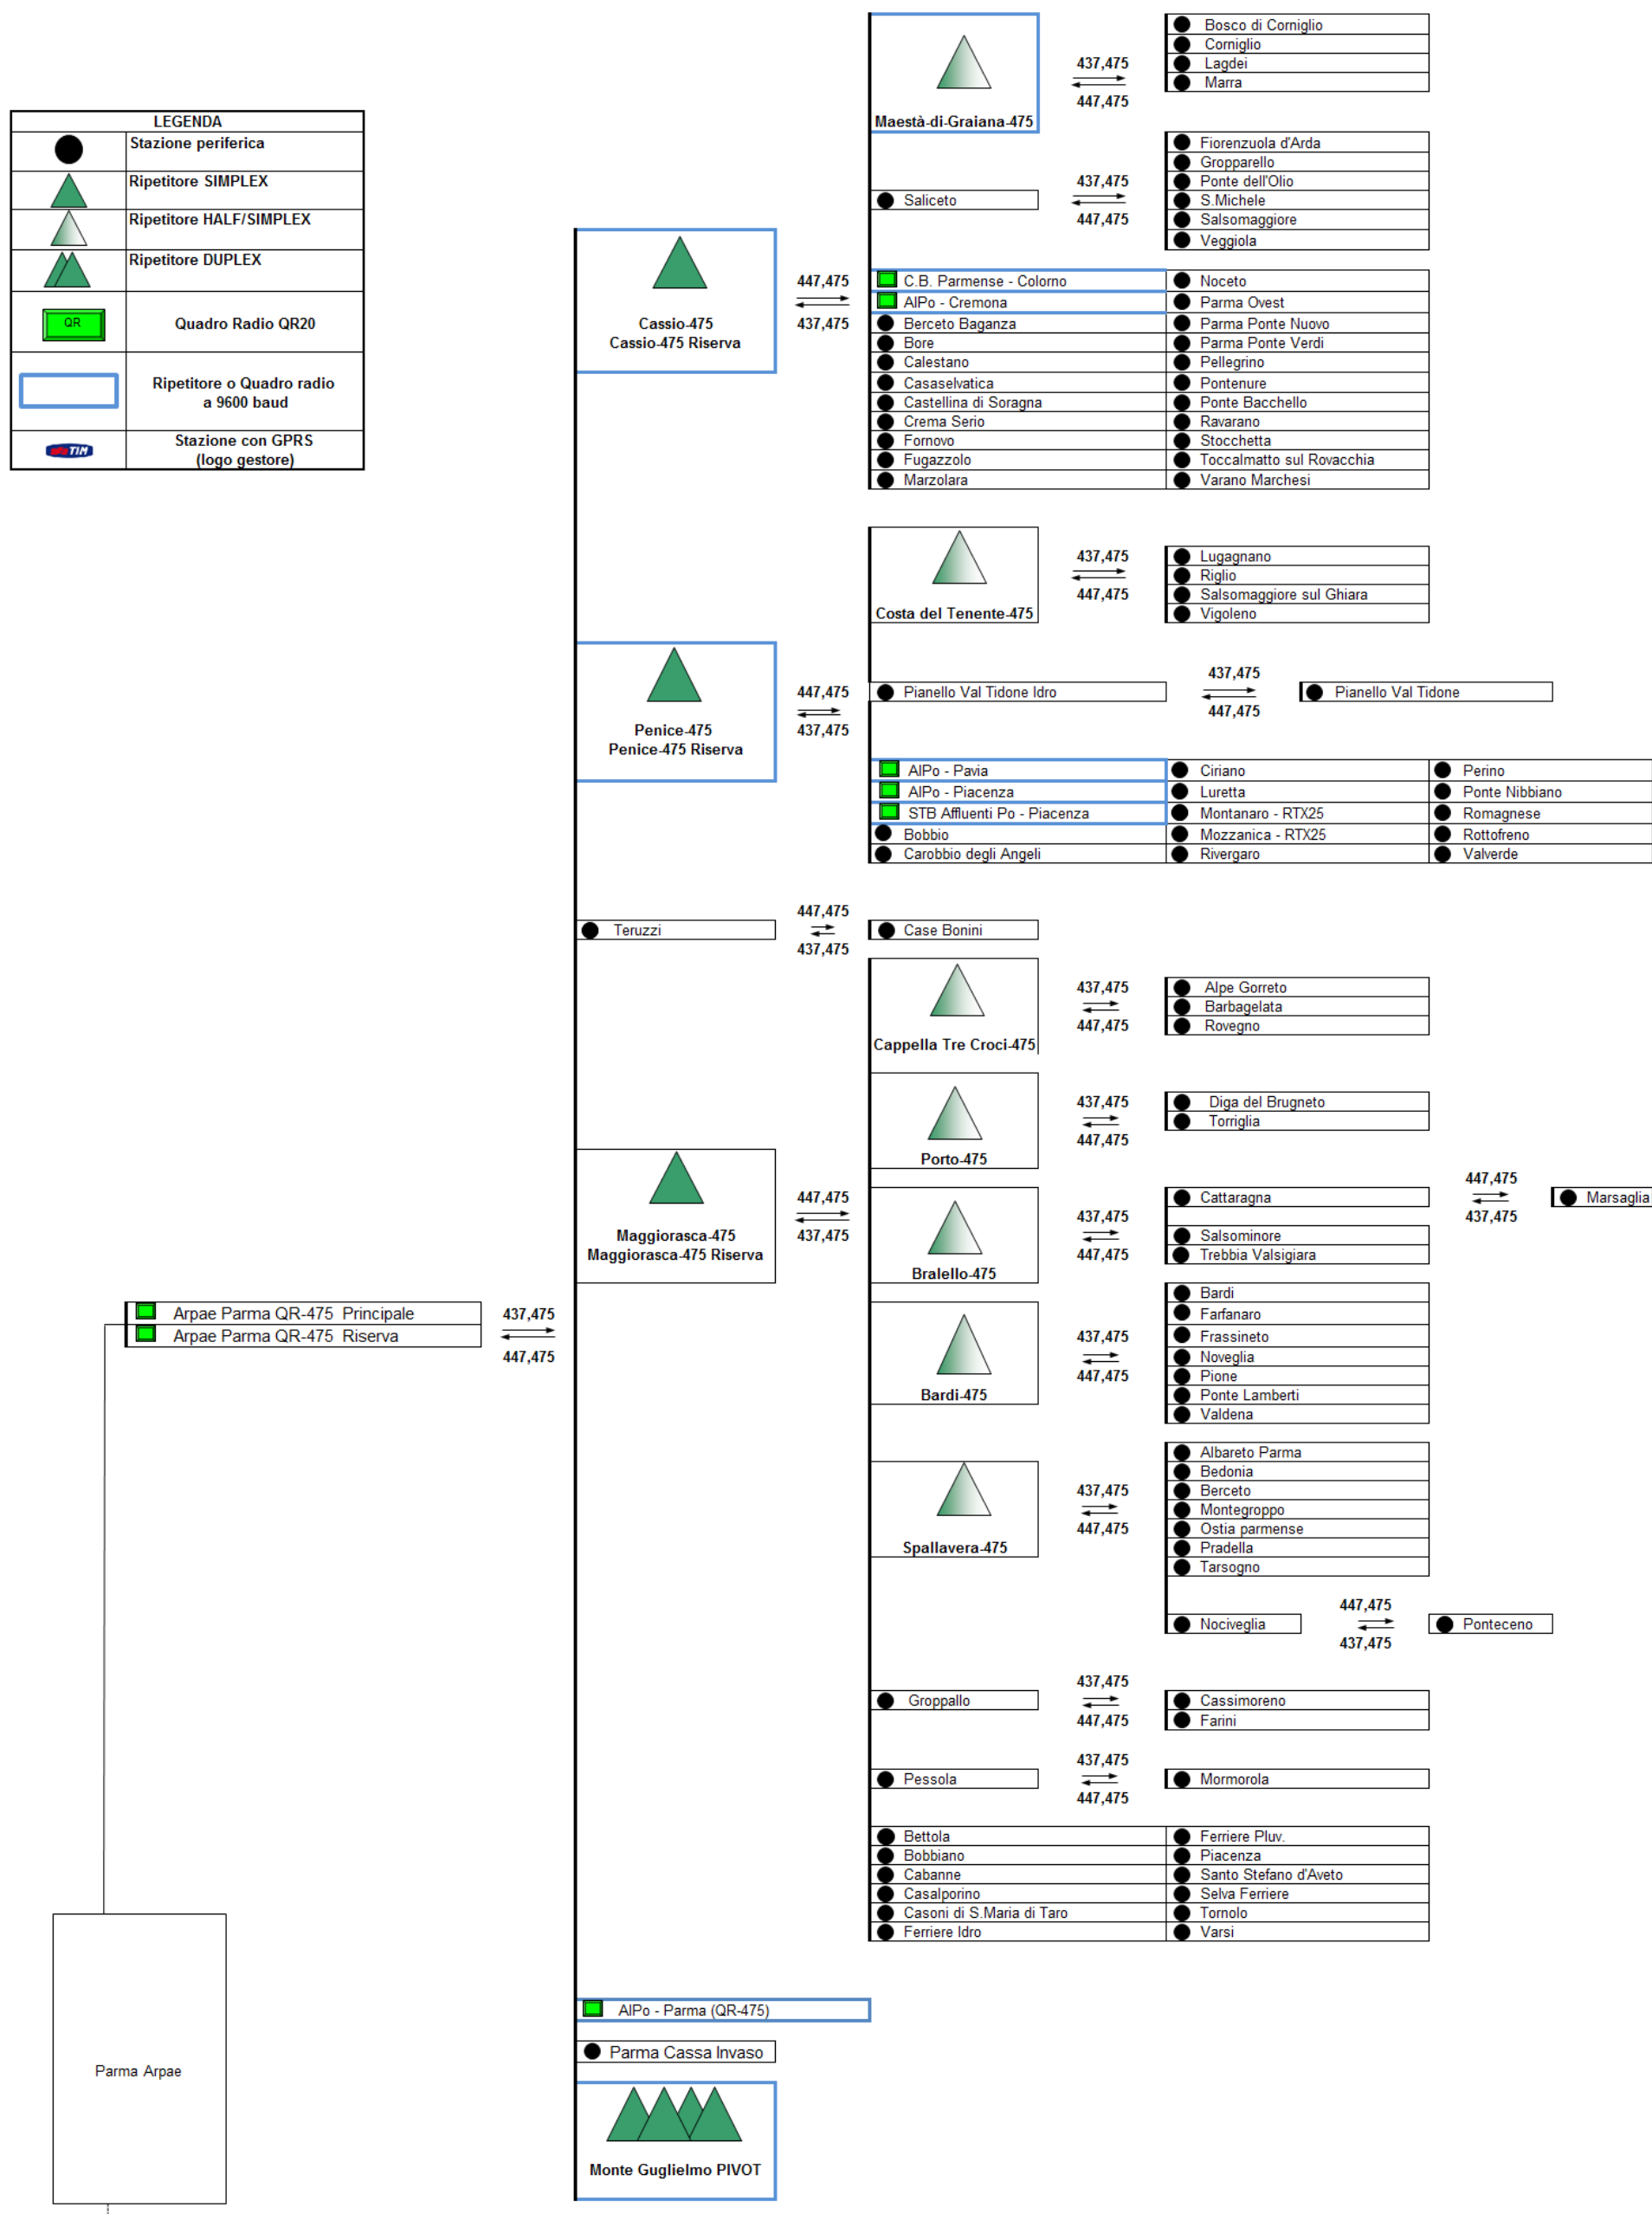 LEGENDA
Stazione periferica
Ripetitore SIMPLEX
Ripetitore HALF/SIMPLEX
Ripetitore DUPLEX
QR
Quadro Radio QR20
Ripetitore o Quadro radio
a 9600 baud
TIM
Stazione con GPRS
(logo gestore)
Parma Arpae
Arpae Parma QR-475 Principale
Arpae Parma QR-475 Riserva
437,475
447,475
Cassio-475
Cassio-475 Riserva
447,475
437,475
Maestà-di-Graiana-475
437,475
447,475
Bosco di Corniglio
Corniglio
Lagdei
Marra
Saliceto
437,475
447,475
Fiorenzuola d'Arda
Gropparello
Ponte dell'Olio
S.Michele
Salsomaggiore
Veggiola
C.B. Parmense - Colorno
AIPo - Cremona
Berceto Baganza
Bore
Calestano
Casaselvatica
Castellina di Soragna
Crema Serio
Fornovo
Fugazzolo
Marzolara
Noceto
Parma Ovest
Parma Ponte Nuovo
Parma Ponte Verdi
Pellegrino
Pontenure
Ponte Bacchello
Ravarano
Stocchetta
Toccalmatto sul Rovacchia
Varano Marchesi
Penice-475
Penice-475 Riserva
447,475
437,475
Costa del Tenente-475
437,475
447,475
Lugagnano
Riglio
Salsomaggiore sul Ghiara
Vigoleno
Pianello Val Tidone Idro
437,475
447,475
Pianello Val Tidone
AIPo - Pavia
AIPo - Piacenza
STB Affluenti Po - Piacenza
Bobbio
Carobbio degli Angeli
Ciriano
Luretta
Montanaro - RTX25
Mozzanica - RTX25
Rivergaro
Perino
Ponte Nibbiano
Romagnese
Rottofreno
Valverde
Teruzzi
447,475
437,475
Case Bonini
Maggiorasca-475
Maggiorasca-475 Riserva
447,475
437,475
Cappella Tre Croci-475
437,475
447,475
Alpe Gorreto
Barbagelata
Rovegno
Porto-475
437,475
447,475
Diga del Brugneto
Torriglia
Bralello-475
437,475
447,475
Cattaragna
447,475
437,475
Marsaglia
Salsominore
Trebbia Valsigiara
Bardi-475
437,475
447,475
Bardi
Farfanaro
Frassineto
Noveglia
Pione
Ponte Lamberti
Valdena
Spallavera-475
437,475
447,475
Albareto Parma
Bedonia
Berceto
Montegroppo
Ostia parmense
Pradella
Tarsogno
Nociveglia
447,475
437,475
Ponteceno
Groppallo
437,475
447,475
Cassimoreno
Farini
Pessola
437,475
447,475
Mormorola
Bettola
Bobbiano
Cabanne
Casalporino
Casoni di S.Maria di Taro
Ferriere Idro
Ferriere Pluv.
Piacenza
Santo Stefano d'Aveto
Selva Ferriere
Tornolo
Varsi
AIPo - Parma (QR-475)
Parma Cassa Invaso
Monte Guglielmo PIVOT